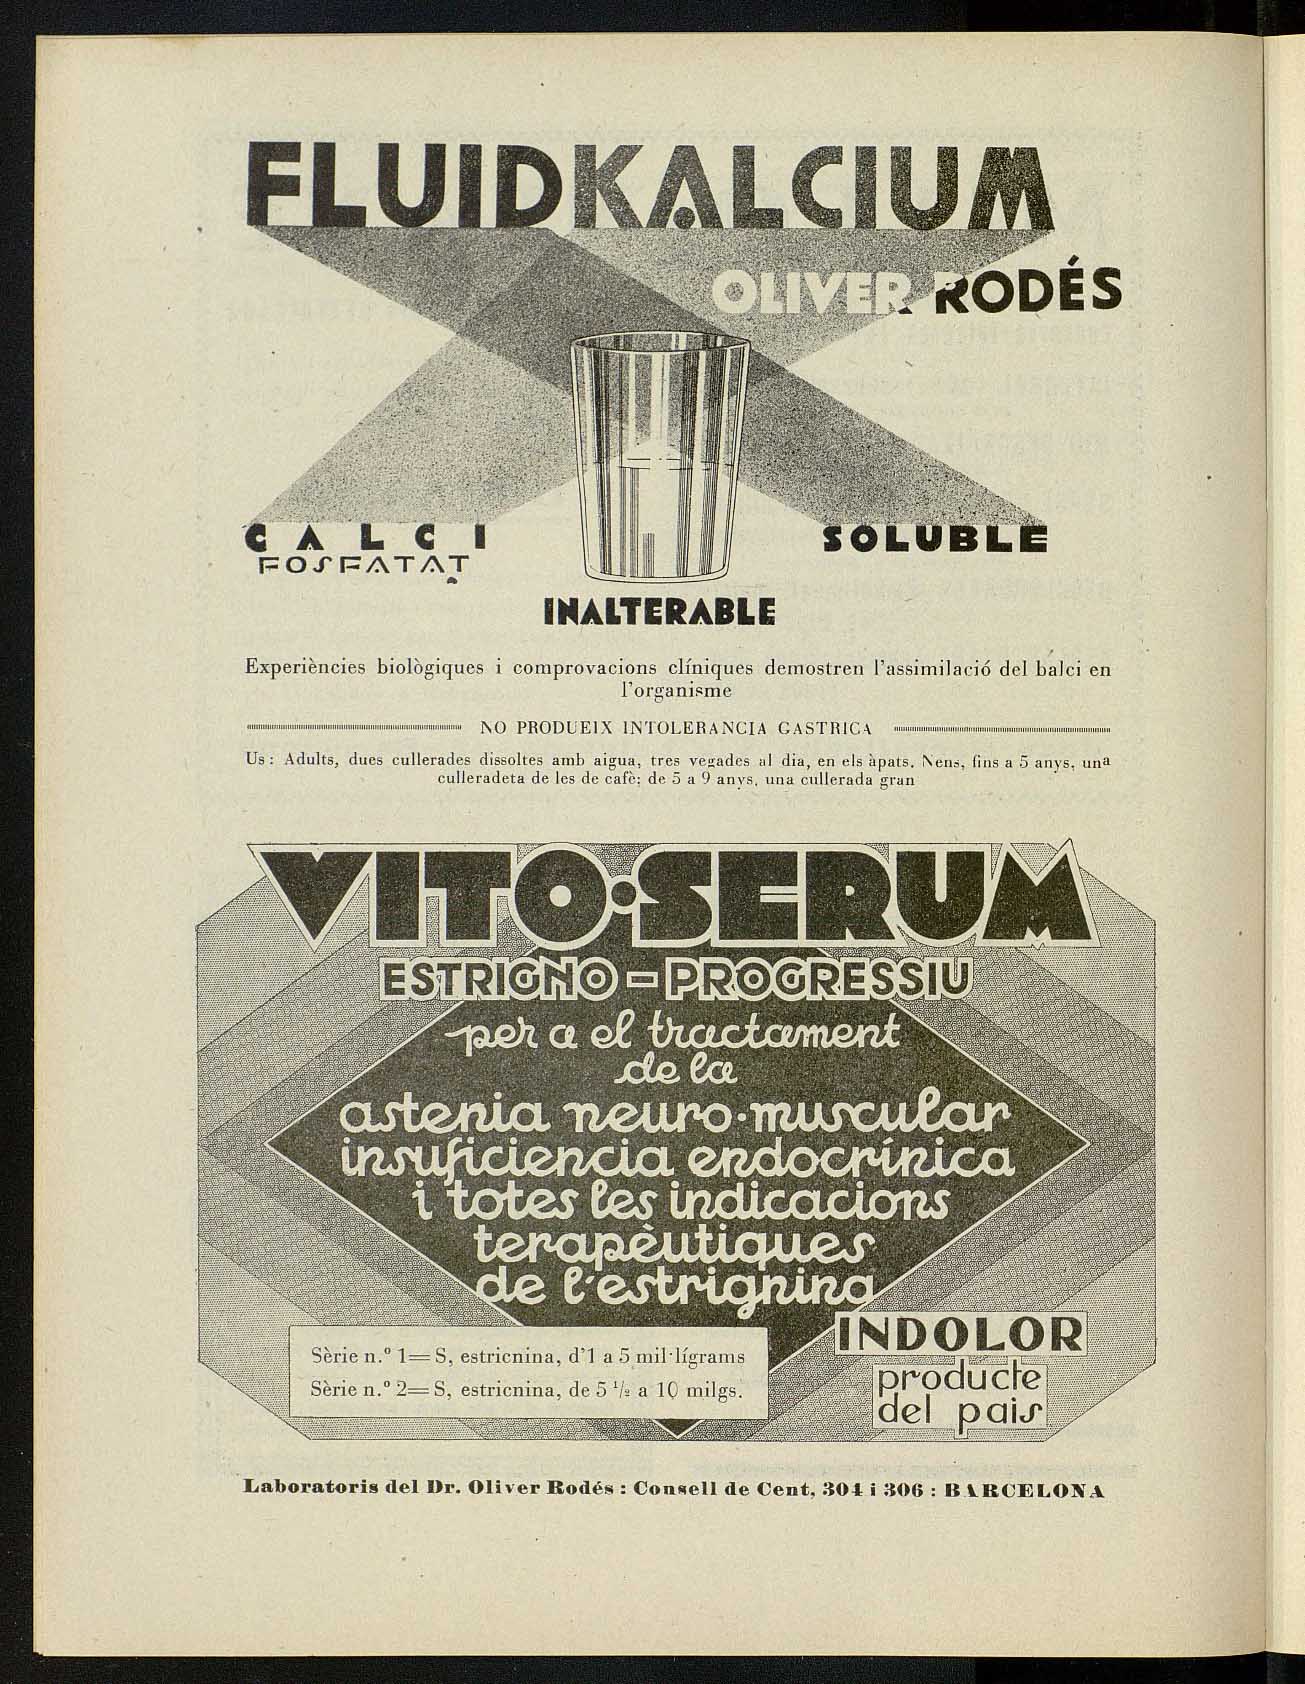 FLUIDKALCIUM
OLIVER RODÉS
CALCI
FOSFATAT
SOLUBLE
INALTERABLE
Experiències biològiques i comprovacions clíniques demostren l'assimilació del balci en
l'organisme
NO PRODUEIX INTOLERANCIA GASTRICA
Us: Adults, dues cullerades dissoltes amb aigua, tres vegades al dia, en els àpats. Nens, fins a 5 anys, una
culleradeta de les de cafè; de 5 a 9 anys, una cullerada gran
VITO·SERUM
ESTRIGNO-PROGRESSIU
per a el tractament
de la
astenia neuro-muscular
insuficiencia endocrínica
i totes les indicacions
terapèutiques
de l'estrignina
Sèrie n.º 1=S, estricnina, d'1 a 5 mil·lígrams
Sèrie n.º 2=S, estricnina, de 5 1/2 a 10 milgs.
INDOLOR
producte
del pais
Laboratoris del Dr. Oliver Rodés : Consell de Cent, 304 i 306 : BARCELONA